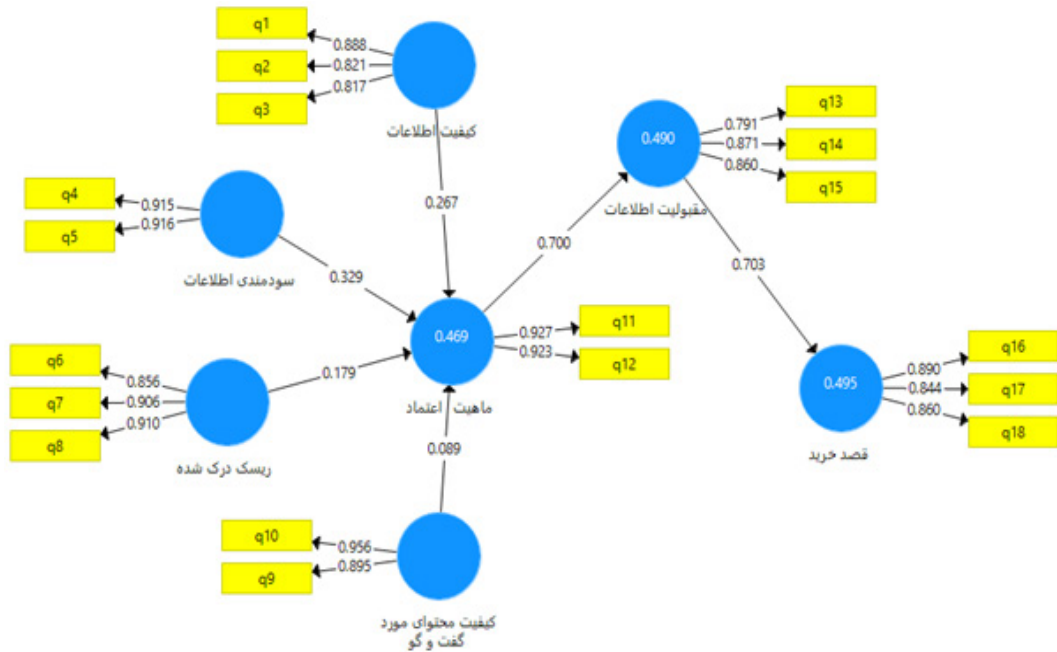 q1
0.888
q2
0.821
q3
0.817
کیفیت اطلاعات
0.267
q4
0.915
q5
0.916
سودمندی اطلاعات
0.329
q6
0.856
q7
0.906
q8
0.910
ریسک درک شده
0.179
q10
0.956
q9
0.895
کیفیت محتوای مورد
گفت و گو
0.089
0.469
ماهیت اعتماد
0.927
q11
0.923
q12
0.700
0.490
مقبولیت اطلاعات
0.791
q13
0.871
q14
0.860
q15
0.703
0.495
قصد خرید
0.890
q16
0.844
q17
0.860
q18